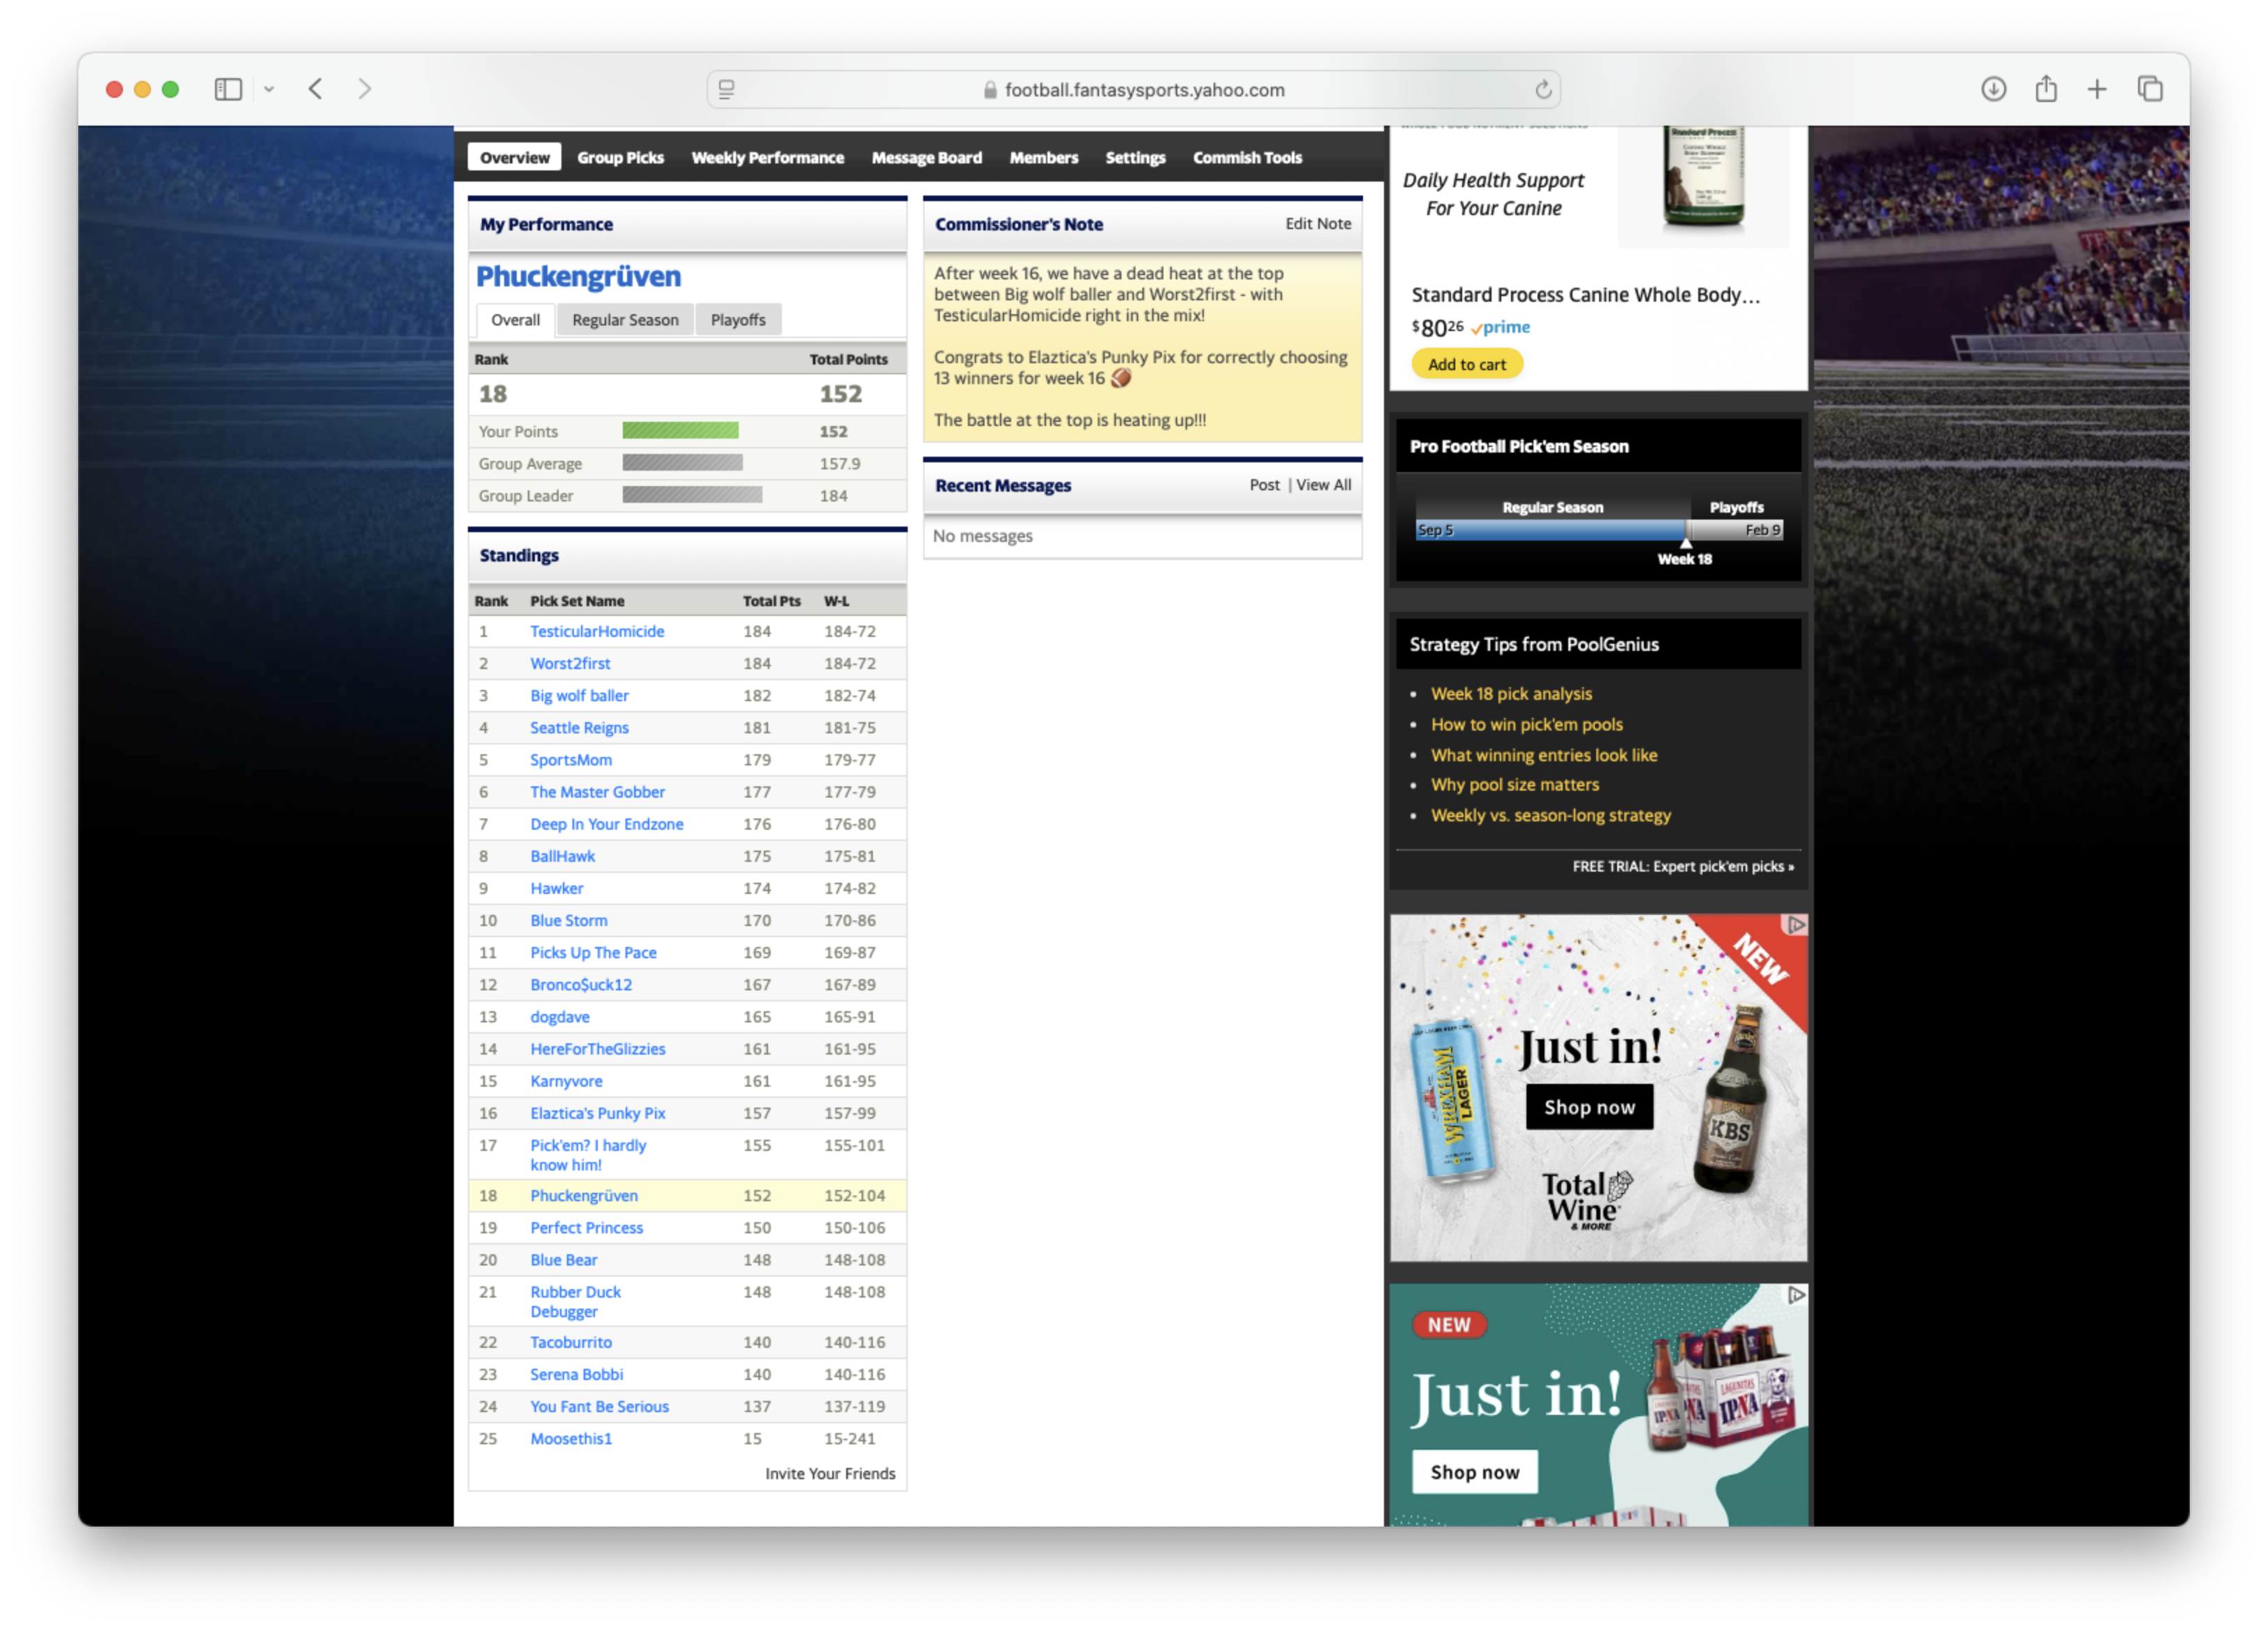 football.fantasysports.yahoo.com
Overview Group Picks Weekly Performance Message Board Members Settings Commish Tools
My Performance
Phuckengrüven
Overall Regular Season Playoffs
Rank Total Points
18 152
Your Points 152
Group Average 157.9
Group Leader 184
Standings
Rank Pick Set Name Total Pts W-L
1 TesticularHomicide 184 184-72
2 Worst2first 184 184-72
3 Big wolf baller 182 182-74
4 Seattle Reigns 181 181-75
5 SportsMom 179 179-77
6 The Master Gobber 177 177-79
7 Deep In Your Endzone 176 176-80
8 BallHawk 175 175-81
9 Hawker 174 174-82
10 Blue Storm 170 170-86
11 Picks Up The Pace 169 169-87
12 Bronco$uck12 167 167-89
13 dogdave 165 165-91
14 HereForTheGlizzies 161 161-95
15 Karnyvore 161 161-95
16 Elaztica's Punky Pix 157 157-99
17 Pick'em? I hardly 155 155-101
know him!
18 Phuckengrüven 152 152-104
19 Perfect Princess 150 150-106
20 Blue Bear 148 148-108
21 Rubber Duck 148 148-108
Debugger
22 Tacoburrito 140 140-116
23 Serena Bobbi 140 140-116
24 You Fant Be Serious 137 137-119
25 Moosethis1 15 15-241
Invite Your Friends
Commissioner's Note Edit Note
After week 16, we have a dead heat at the top
between Big wolf baller and Worst2first - with
TesticularHomicide right in the mix!
Congrats to Elaztica's Punky Pix for correctly choosing
13 winners for week 16 🏈
The battle at the top is heating up!!!
Recent Messages Post | View All
No messages
Standard Process
Canine Whole
Body Support
Daily Health Support
For Your Canine
Standard Process Canine Whole Body...
$80 26 prime
Add to cart
Pro Football Pick'em Season
Regular Season Playoffs
Sep 5 Feb 9
Week 18
Strategy Tips from PoolGenius
• Week 18 pick analysis
• How to win pick'em pools
• What winning entries look like
• Why pool size matters
• Weekly vs. season-long strategy
FREE TRIAL: Expert pick'em picks »
NEW
Just in!
Shop now
WREXHAM
LAGER
KBS
Total
Wine
& MORE
NEW
Just in!
Shop now
LAGUNITAS
IPNA
IPNA